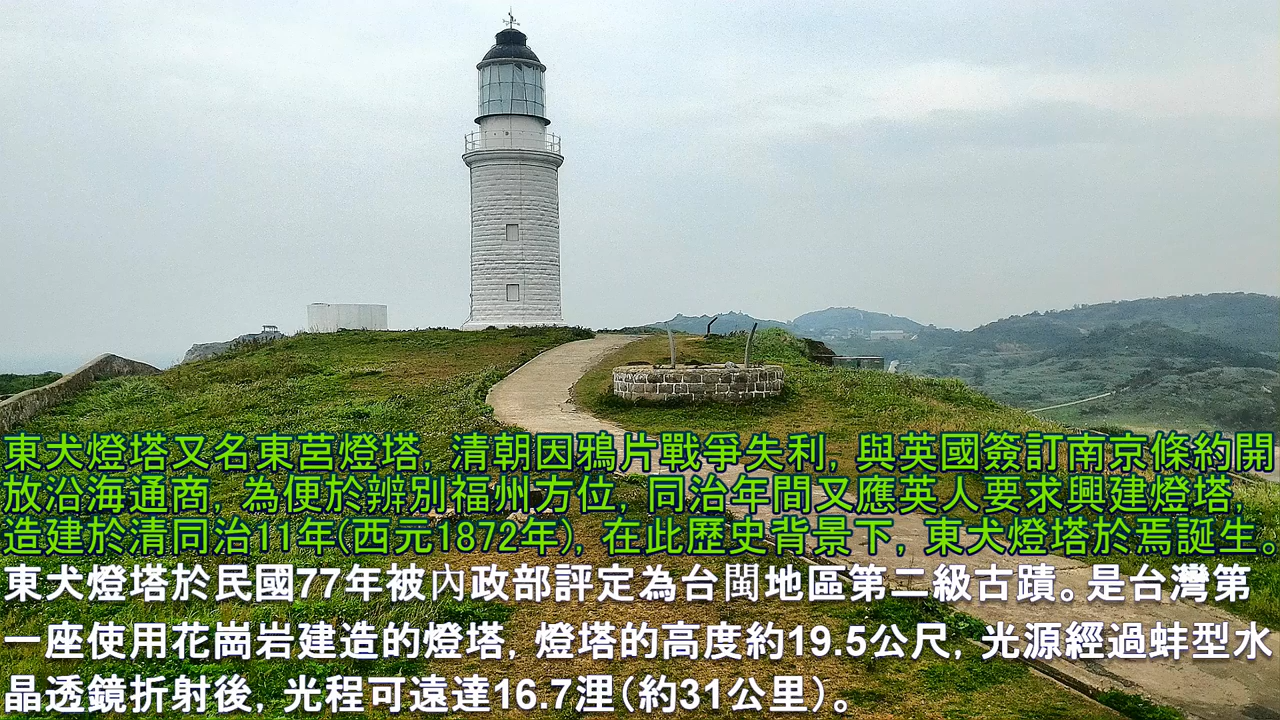 東犬燈塔又名東莒燈塔, 清朝因鴉片戰爭失利, 與英國簽訂南京條約開
放沿海通商, 為便於辨別福州方位, 同治年間又應英人要求興建燈塔,
造建於清同治11年(西元1872年), 在此歷史背景下, 東犬燈塔於焉誕生。
東犬燈塔於民國77年被內政部評定為台閩地區第二級古蹟。是台灣第
一座使用花崗岩建造的燈塔, 燈塔的高度約19.5公尺, 光源經過蚌型水
晶透鏡折射後, 光程可遠達16.7浬(約31公里)。